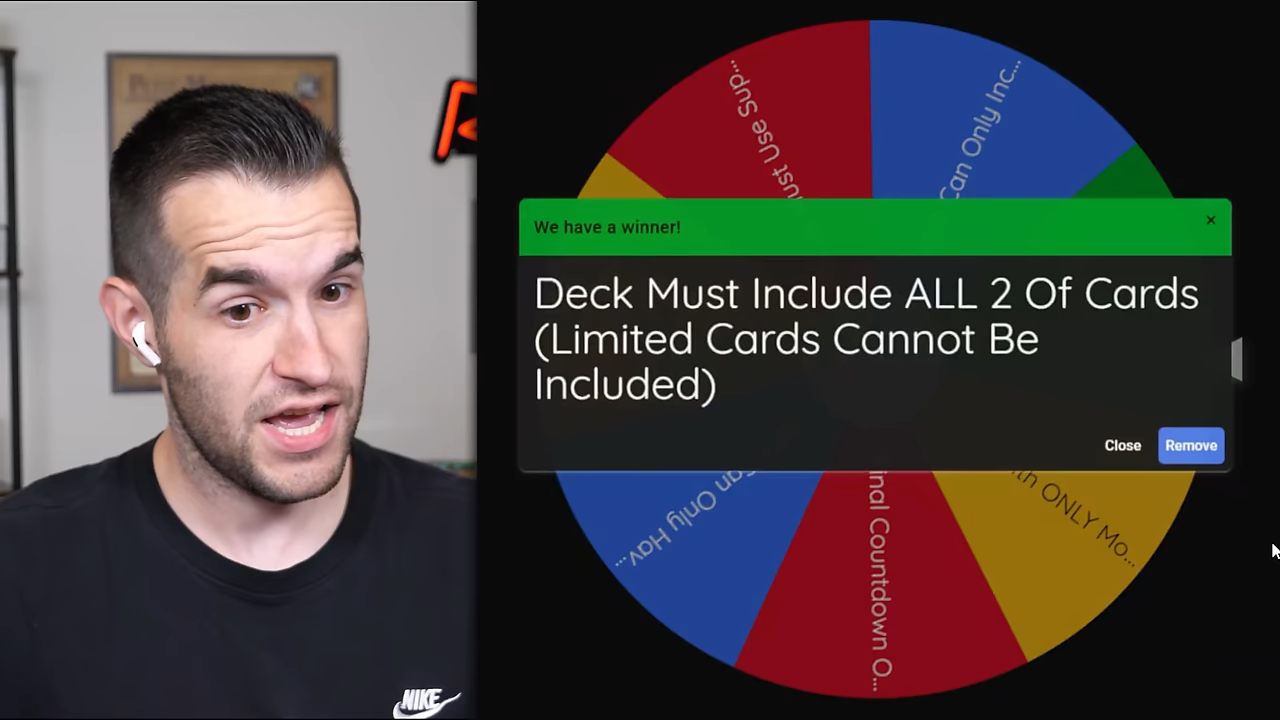 ...ust Use Sup...
Can Only Inc...
We have a winner!
×
Deck Must Include ALL 2 Of Cards
(Limited Cards Cannot Be
Included)
Close
Remove
...an Only Hav...
...inal Countdown O...
...th ONLY Mo...
NIKE